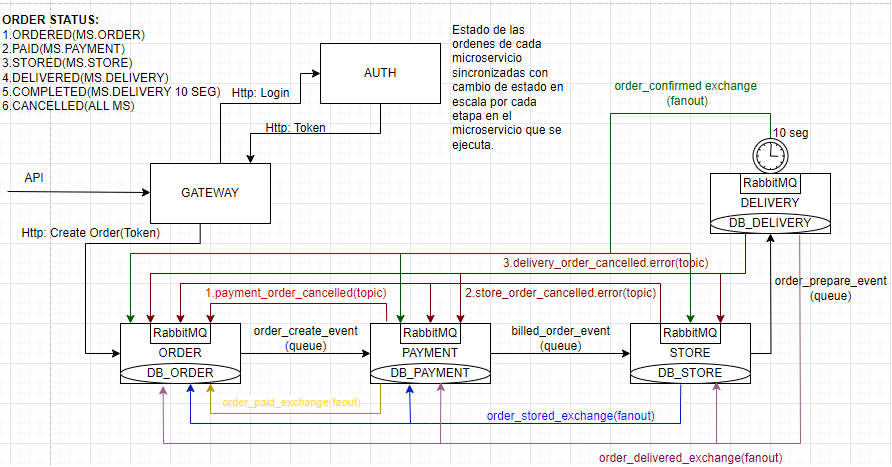 ORDER STATUS:
1.ORDERED(MS.ORDER)
2.PAID(MS.PAYMENT)
3.STORED(MS.STORE)
4.DELIVERED(MS.DELIVERY)
5.COMPLETED(MS.DELIVERY 10 SEG)
6.CANCELLED(ALL MS)
Estado de las
ordenes de cada
microservicio
sincronizadas con
cambio de estado en
escala por cada
etapa en el
microservicio que se
ejecuta.
AUTH
Http: Login
Http: Token
order_confirmed exchange
(fanout)
10 seg
API
GATEWAY
RabbitMQ
DELIVERY
DB_DELIVERY
Http: Create Order(Token)
3.delivery_order_cancelled.error(topic)
order_prepare_event
(queue)
1.payment_order_cancelled(topic)
2.store_order_cancelled.error(topic)
RabbitMQ
ORDER
DB_ORDER
order_create_event
(queue)
RabbitMQ
PAYMENT
DB_PAYMENT
billed_order_event
(queue)
RabbitMQ
STORE
DB_STORE
order_paid_exchange(faout)
order_stored_exchange(fanout)
order_delivered_exchange(fanout)